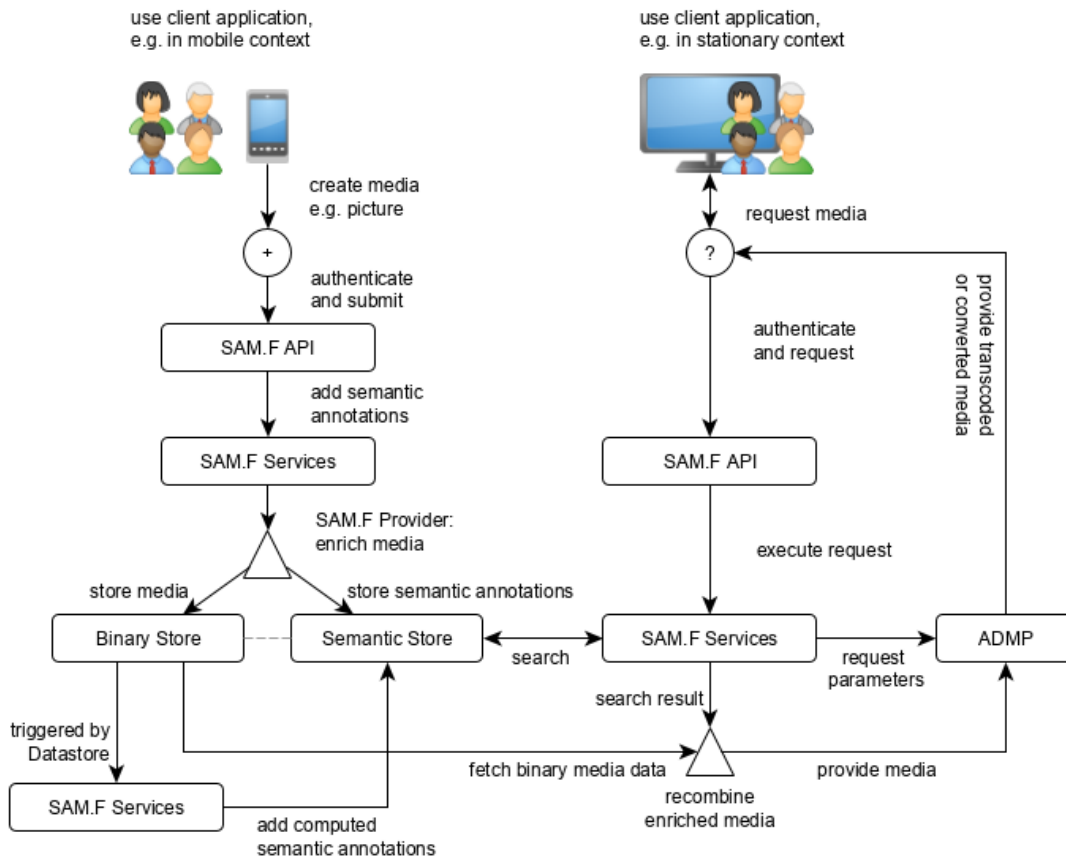 use client application,
e.g. in mobile context
use client application,
e.g. in stationary context
create media
e.g. picture
request media
+
?
authenticate
and submit
provide transcoded
or converted media
SAM.F API
authenticate
and request
add semantic
annotations
SAM.F Services
SAM.F API
SAM.F Provider:
enrich media
execute request
store media
store semantic annotations
Binary Store
Semantic Store
SAM.F Services
ADMP
search
request
parameters
search result
triggered by
Datastore
fetch binary media data
provide media
SAM.F Services
recombine
enriched media
add computed
semantic annotations